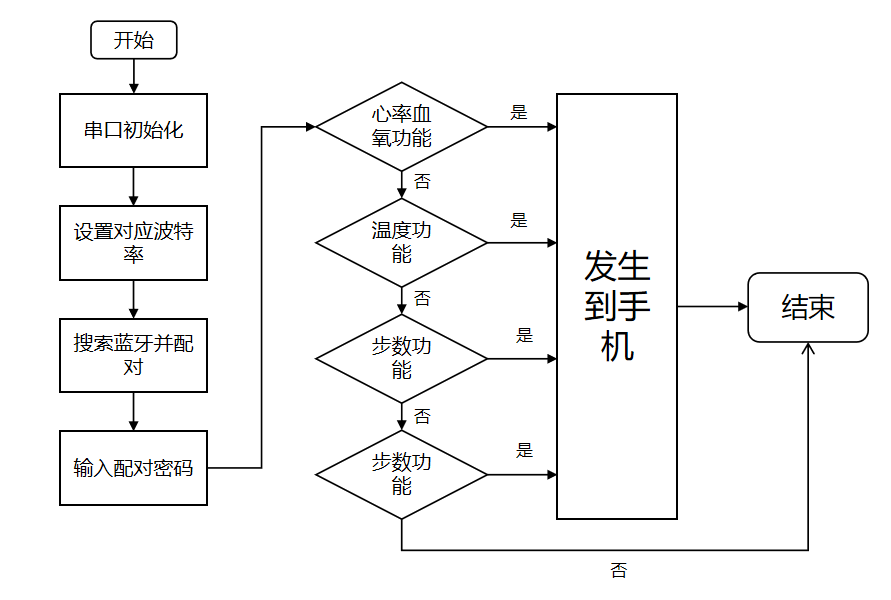 开始
串口初始化
设置对应波特
率
搜索蓝牙并配
对
输入配对密码
心率血
氧功能
是
否
温度功
能
是
否
步数功
能
是
否
步数功
能
是
否
发生
到手
机
结束